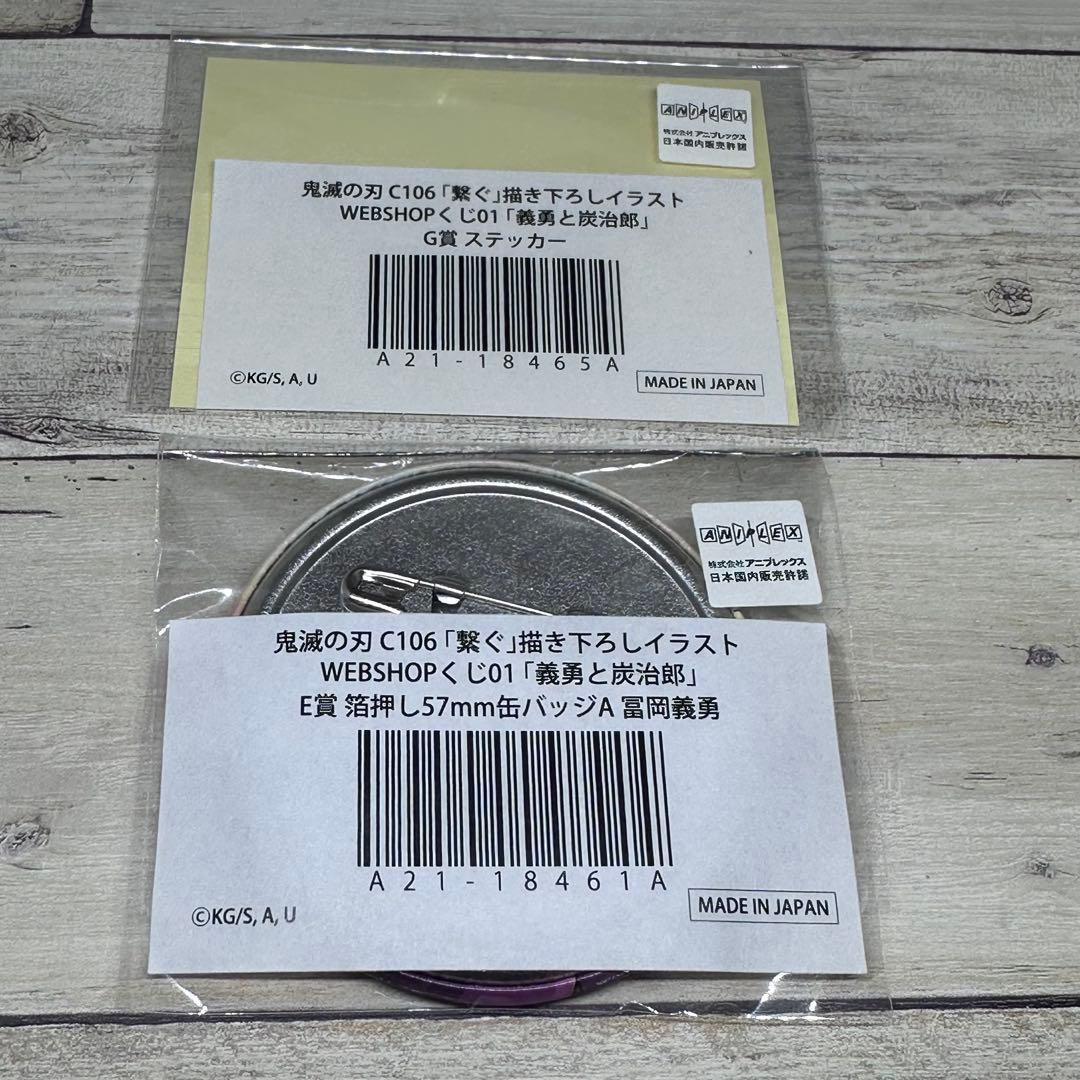 ANIPLEX
株式会社アニプレックス
日本国内販売許諾
鬼滅の刃 C106 「繋ぐ」描き下ろしイラスト
WEBSHOPくじ01 「義勇と炭治郎」
G賞 ステッカー
A21-18465A
©KG/S, A, U
MADE IN JAPAN
ANIPLEX
株式会社アニプレックス
日本国内販売許諾
鬼滅の刃 C106 「繋ぐ」描き下ろしイラスト
WEBSHOPくじ01 「義勇と炭治郎」
E賞 箔押し57mm缶バッジA 冨岡義勇
A21-18461A
©KG/S, A, U
MADE IN JAPAN